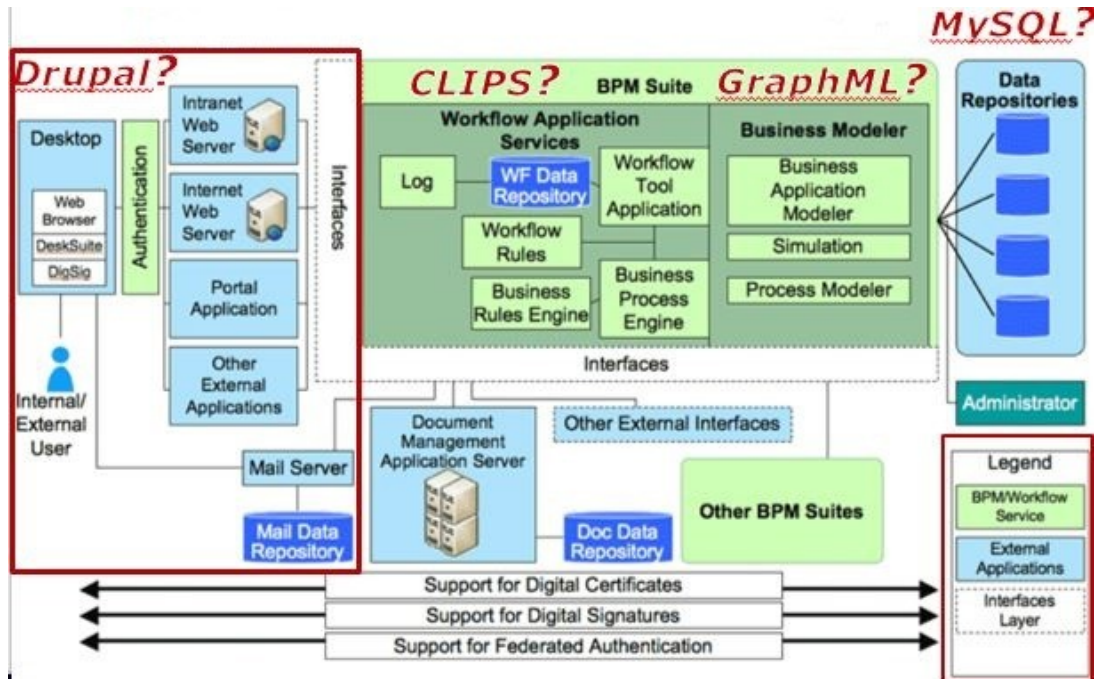 MySQL?
Drupal?
CLIPS?
GraphML?
BPM Suite
Data
Repositories
Desktop
Web
Browser
DeskSuite
DigSig
Authentication
Intranet
Web
Server
Internet
Web
Server
Portal
Application
Other
External
Applications
Internal/
External
User
Interfaces
Workflow Application
Services
Log
WF Data
Repository
Workflow
Tool
Application
Workflow
Rules
Business
Rules Engine
Business
Process
Engine
Business Modeler
Business
Application
Modeler
Simulation
Process Modeler
Interfaces
Administrator
Mail Server
Mail Data
Repository
Document
Management
Application Server
Doc Data
Repository
Other External Interfaces
Other BPM Suites
Legend
BPM/Workflow
Service
External
Applications
Interfaces
Layer
Support for Digital Certificates
Support for Digital Signatures
Support for Federated Authentication